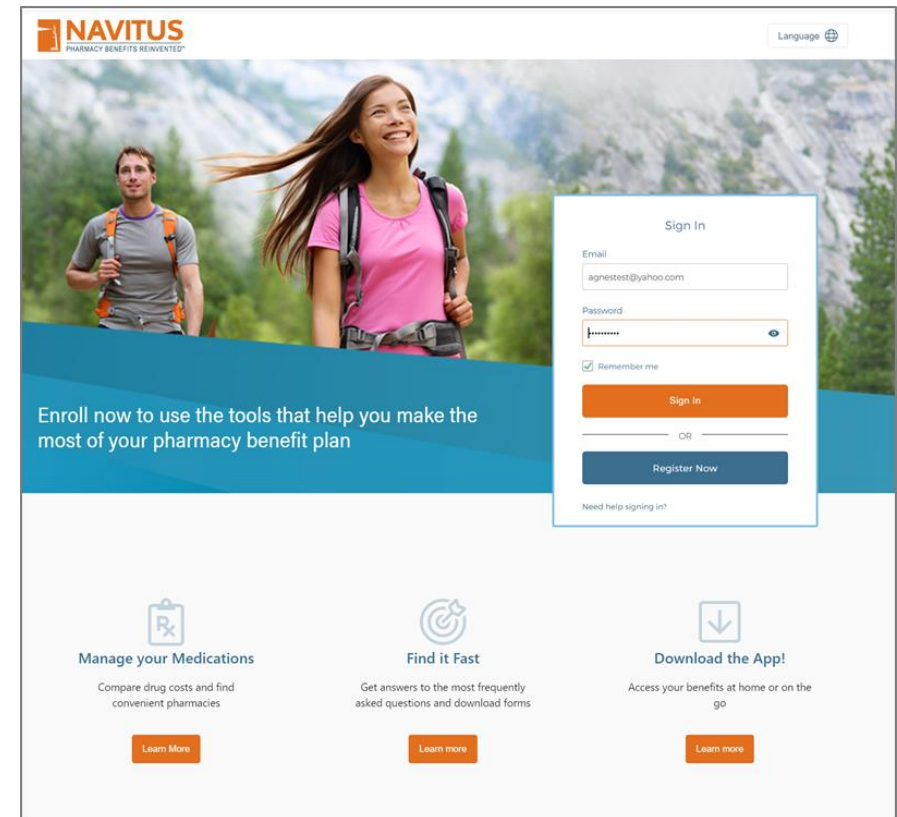 NAVITUS
PHARMACY BENEFITS REINVENTED
Language
Sign In
Email
agnestest@yahoo.com
Password
Remember me
Sign In
OR
Register Now
Need help signing in?
Enroll now to use the tools that help you make the
most of your pharmacy benefit plan
Rx
Manage your Medications
Compare drug costs and find
convenient pharmacies
Learn More
Find it Fast
Get answers to the most frequently
asked questions and download forms
Learn more
Download the App!
Access your benefits at home or on the
go
Learn more